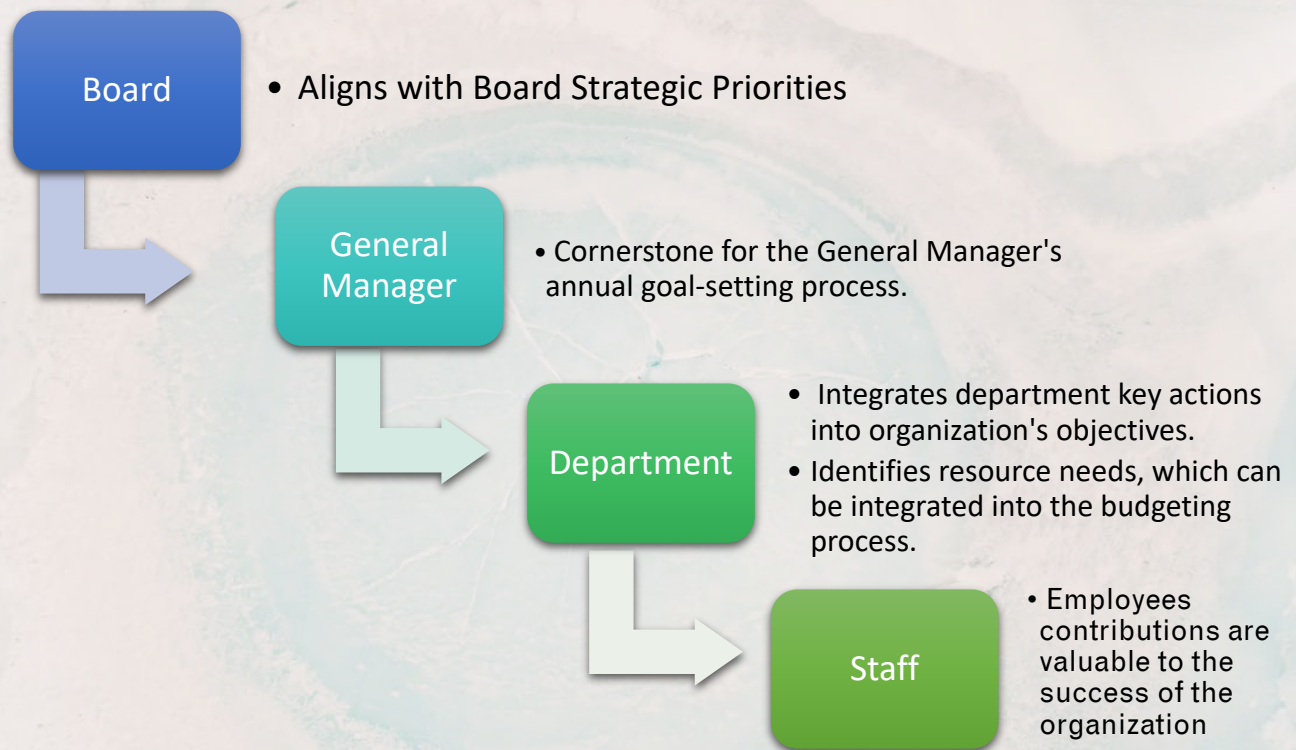 Board
• Aligns with Board Strategic Priorities
General
Manager
• Cornerstone for the General Manager's
annual goal-setting process.
Department
• Integrates department key actions
into organization's objectives.
• Identifies resource needs, which can
be integrated into the budgeting
process.
Staff
• Employees
contributions are
valuable to the
success of the
organization